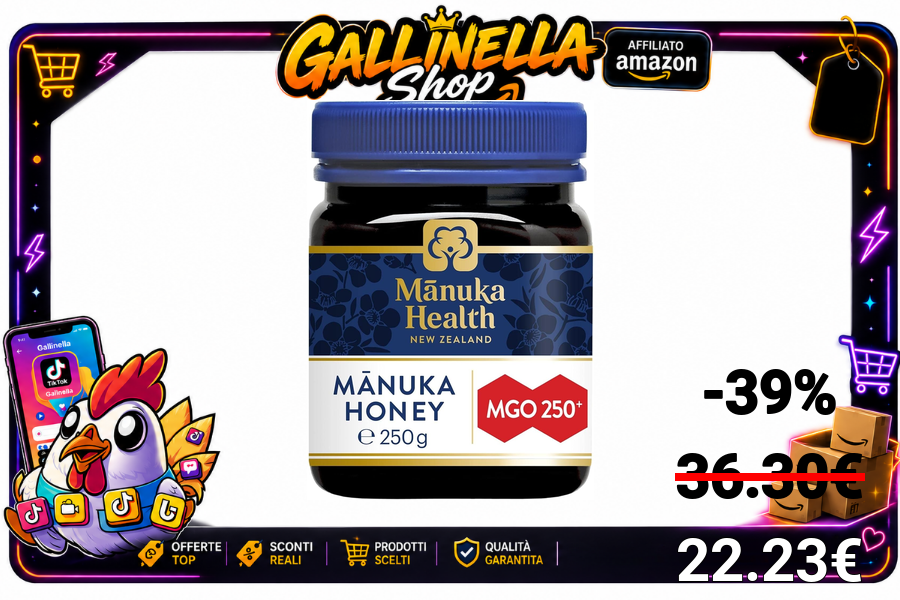 GALLINELLA
Shop
AFFILIATO
amazon
Mānuka
Health
NEW ZEALAND
MĀNUKA
HONEY
℮ 250g
MGO 250+
Gallinella
TikTok
Gallinella
-39%
36.30€
22.23€
OFFERTE
TOP
SCONTI
REALI
PRODOTTI
SCELTI
QUALITÀ
GARANTITA